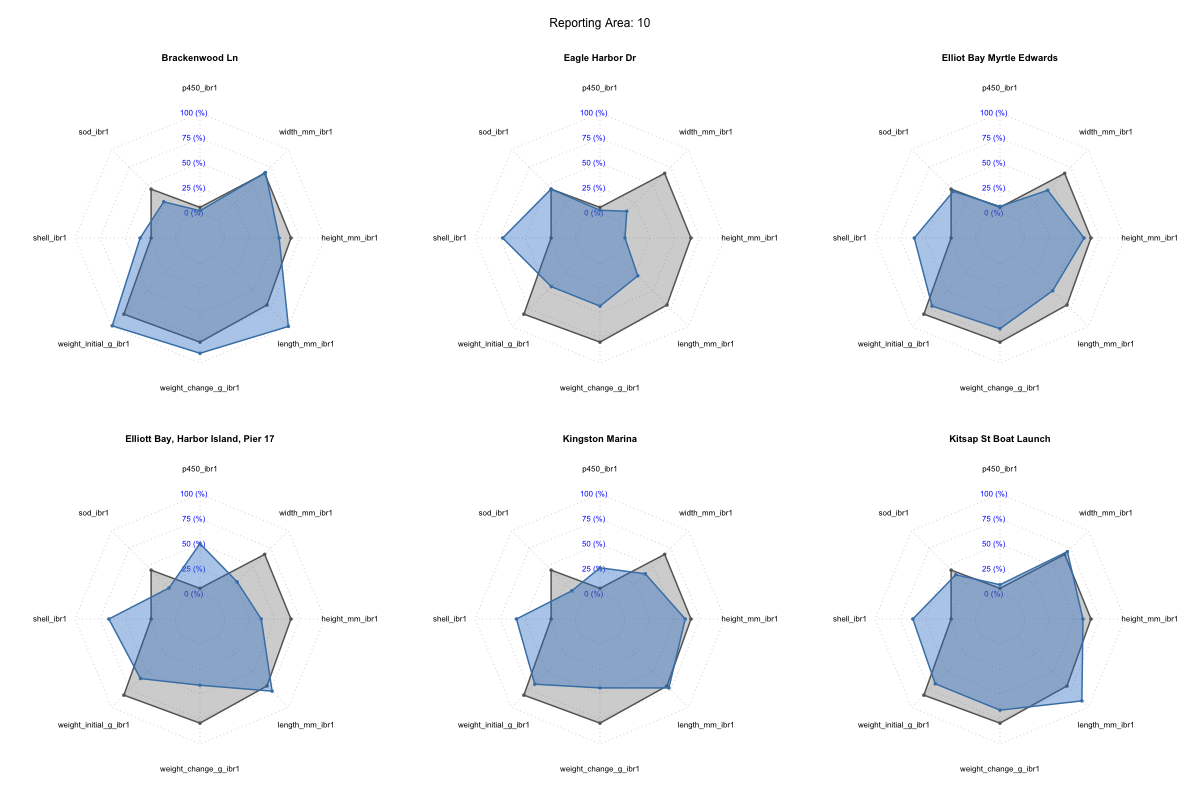 Reporting Area: 10
Brackenwood Ln
p450_ibr1
100 (%)
sod_ibr1
width_mm_ibr1
75 (%)
50 (%)
25 (%)
0 (%)
shell_ibr1
height_mm_ibr1
weight_initial_g_ibr1
length_mm_ibr1
weight_change_g_ibr1
Eagle Harbor Dr
p450_ibr1
100 (%)
sod_ibr1
width_mm_ibr1
75 (%)
50 (%)
25 (%)
0 (%)
shell_ibr1
height_mm_ibr1
weight_initial_g_ibr1
length_mm_ibr1
weight_change_g_ibr1
Elliot Bay Myrtle Edwards
p450_ibr1
100 (%)
sod_ibr1
width_mm_ibr1
75 (%)
50 (%)
25 (%)
0 (%)
shell_ibr1
height_mm_ibr1
weight_initial_g_ibr1
length_mm_ibr1
weight_change_g_ibr1
Elliott Bay, Harbor Island, Pier 17
p450_ibr1
100 (%)
sod_ibr1
width_mm_ibr1
75 (%)
50 (%)
25 (%)
0 (%)
shell_ibr1
height_mm_ibr1
weight_initial_g_ibr1
length_mm_ibr1
weight_change_g_ibr1
Kingston Marina
p450_ibr1
100 (%)
sod_ibr1
width_mm_ibr1
75 (%)
50 (%)
25 (%)
0 (%)
shell_ibr1
height_mm_ibr1
weight_initial_g_ibr1
length_mm_ibr1
weight_change_g_ibr1
Kitsap St Boat Launch
p450_ibr1
100 (%)
sod_ibr1
width_mm_ibr1
75 (%)
50 (%)
25 (%)
0 (%)
shell_ibr1
height_mm_ibr1
weight_initial_g_ibr1
length_mm_ibr1
weight_change_g_ibr1